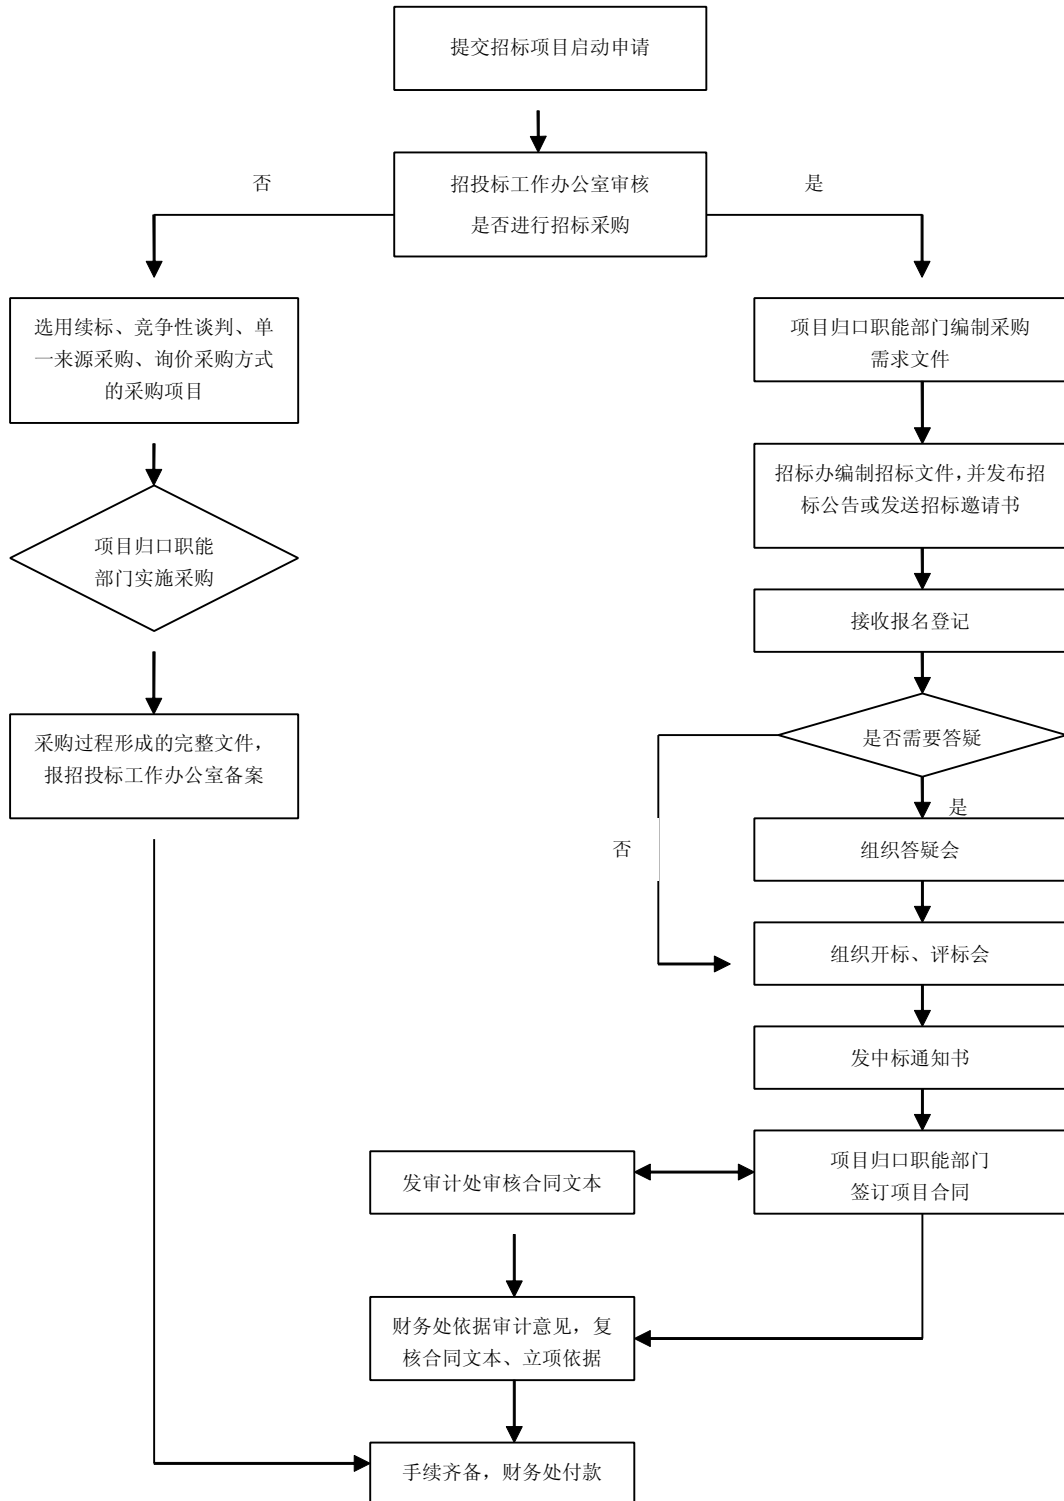 提交招标项目启动申请
招投标工作办公室审核
是否进行招标采购
否
是
选用续标、竞争性谈判、单
一来源采购、询价采购方式
的采购项目
项目归口职能部门编制采购
需求文件
招标办编制招标文件,并发布招
标公告或发送招标邀请书
项目归口职能
部门实施采购
接收报名登记
采购过程形成的完整文件，
报招投标工作办公室备案
是否需要答疑
是
否
组织答疑会
组织开标、评标会
发中标通知书
发审计处审核合同文本
项目归口职能部门
签订项目合同
财务处依据审计意见，复
核合同文本、立项依据
手续齐备，财务处付款